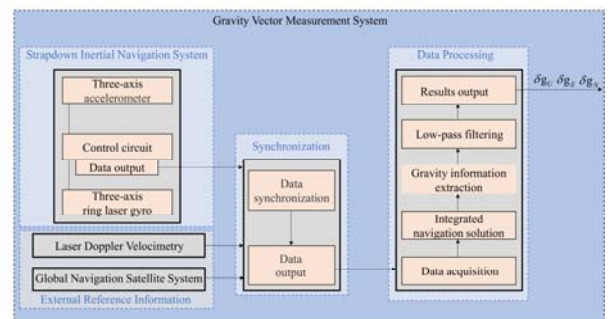 Gravity Vector Measurement System
Strapdown Inertial Navigation System
Three-axis
accelerometer
Control circuit
Data output
Three-axis
ring laser gyro
Laser Doppler Velocimetry
Global Navigation Satellite System
External Reference Information
Synchronization
Data
synchronization
Data
output
Data Processing
Results output
Low-pass filtering
Gravity information
extraction
Integrated
navigation solution
Data acquisition
δg_U δg_E δg_N